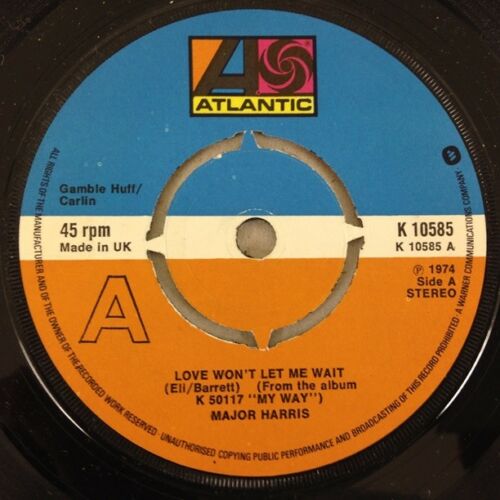 ATLANTIC
Gamble Huff/
Carlin
45 rpm
Made in UK
K 10585
K 10585 A
℗ 1974
Side A
STEREO
A
LOVE WON'T LET ME WAIT
(Eli/Barrett) (From the album
K 50117 "MY WAY")
MAJOR HARRIS
ALL RIGHTS OF THE MANUFACTURER AND OF THE OWNER OF THE RECORDED WORK RESERVED · UNAUTHORISED COPYING PUBLIC PERFORMANCE AND BROADCASTING OF THIS RECORD PROHIBITED · A WARNER COMMUNICATIONS COMPANY